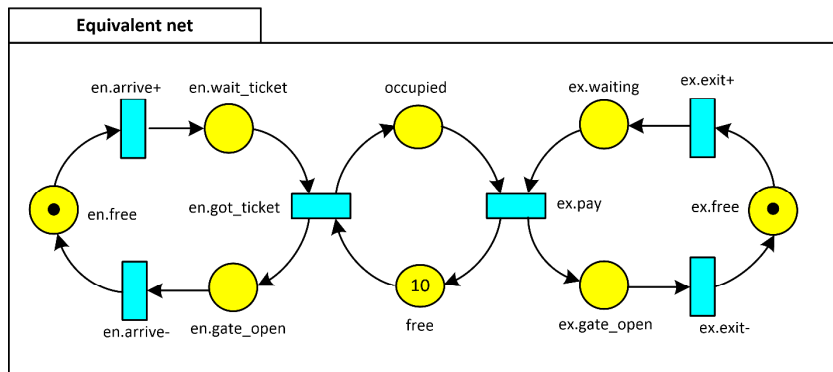 Equivalent net
en.arrive+
en.wait_ticket
occupied
ex.waiting
ex.exit+
en.free
en.got_ticket
ex.pay
ex.free
10
en.arrive-
en.gate_open
free
ex.gate_open
ex.exit-